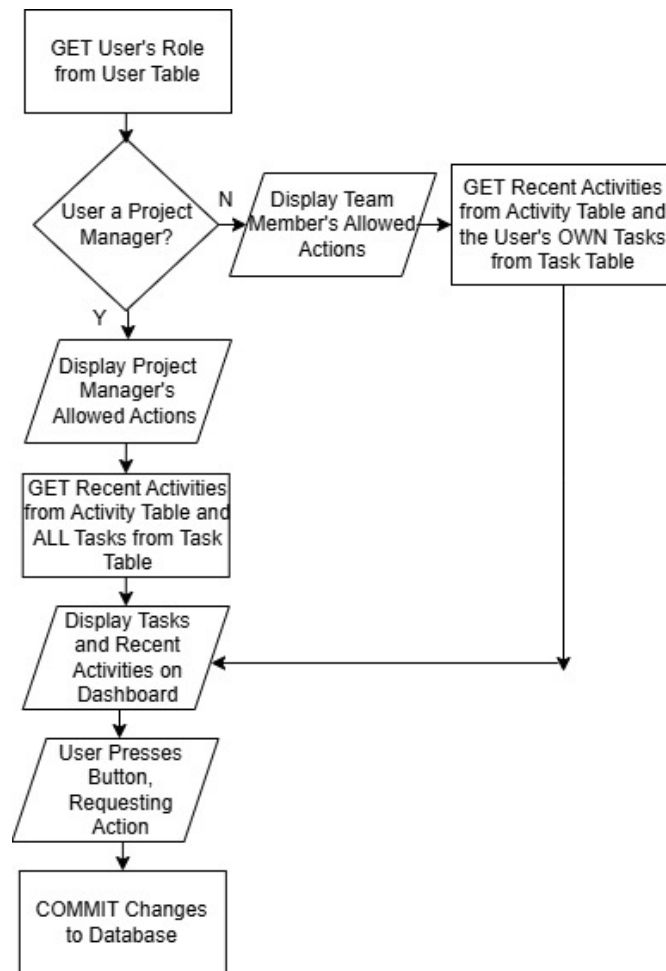 GET User's Role
from User Table
User a Project
Manager?
N
Display Team
Member's Allowed
Actions
GET Recent Activities
from Activity Table and
the User's OWN Tasks
from Task Table
Y
Display Project
Manager's
Allowed Actions
GET Recent Activities
from Activity Table and
ALL Tasks from Task
Table
Display Tasks
and Recent
Activities on
Dashboard
User Presses
Button,
Requesting
Action
COMMIT Changes
to Database